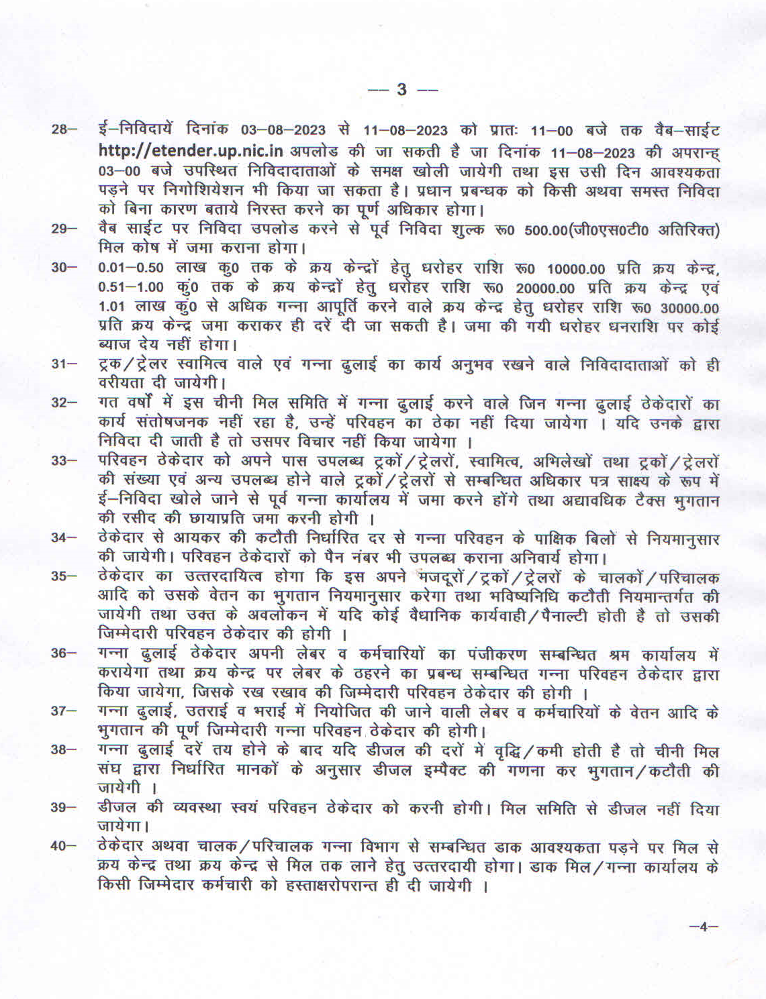 — 3 —
28— ई—निविदायें दिनांक 03—08—2023 से 11—08—2023 को प्रातः 11—00 बजे तक वैब—साईट
http://etender.up.nic.in अपलोड की जा सकती है जा दिनांक 11—08—2023 की अपरान्ह्
03—00 बजे उपस्थित निविदादाताओं के समक्ष खोली जायेगी तथा इस उसी दिन आवश्यकता
पड़ने पर निगोशियेशन भी किया जा सकता है। प्रधान प्रबन्धक को किसी अथवा समस्त निविदा
को बिना कारण बताये निरस्त करने का पूर्ण अधिकार होगा।
29— वैब साईट पर निविदा उपलोड करने से पूर्व निविदा शुल्क रू0 500.00(जी0एस0टी0 अतिरिक्त)
मिल कोष में जमा कराना होगा।
30— 0.01—0.50 लाख कु0 तक के क्रय केन्द्रों हेतु धरोहर राशि रू0 10000.00 प्रति क्रय केन्द्र,
0.51—1.00 कुं0 तक के क्रय केन्द्रों हेतु धरोहर राशि रू0 20000.00 प्रति क्रय केन्द्र एवं
1.01 लाख कुं0 से अधिक गन्ना आपूर्ति करने वाले क्रय केन्द्र हेतु धरोहर राशि रू0 30000.00
प्रति क्रय केन्द्र जमा कराकर ही दरें दी जा सकती है। जमा की गयी धरोहर धनराशि पर कोई
ब्याज देय नहीं होगा।
31— ट्रक/ट्रेलर स्वामित्व वाले एवं गन्ना ढुलाई का कार्य अनुभव रखने वाले निविदादाताओं को ही
वरीयता दी जायेगी।
32— गत वर्षो में इस चीनी मिल समिति में गन्ना ढुलाई करने वाले जिन गन्ना ढुलाई ठेकेदारों का
कार्य संतोषजनक नहीं रहा है, उन्हें परिवहन का ठेका नहीं दिया जायेगा । यदि उनके द्वारा
निविदा दी जाती है तो उसपर विचार नहीं किया जायेगा ।
33— परिवहन ठेकेदार को अपने पास उपलब्ध ट्रकों/ट्रेलरों, स्वामित्व, अभिलेखों तथा ट्रकों/ट्रेलरों
की संख्या एवं अन्य उपलब्ध होने वाले ट्रकों/ट्रेलरों से सम्बन्धित अधिकार पत्र साक्ष्य के रूप में
ई—निविदा खोले जाने से पूर्व गन्ना कार्यालय में जमा करने होंगे तथा अद्यावधिक टैक्स भुगतान
की रसीद की छायाप्रति जमा करनी होगी ।
34— ठेकेदार से आयकर की कटौती निर्धारित दर से गन्ना परिवहन के पाक्षिक बिलों से नियमानुसार
की जायेगी। परिवहन ठेकेदारों को पैन नंबर भी उपलब्ध कराना अनिवार्य होगा।
35— ठेकेदार का उत्तरदायित्व होगा कि इस अपने मजदूरों/ट्रकों/ट्रेलरों के चालकों/परिचालक
आदि को उसके वेतन का भुगतान नियमानुसार करेगा तथा भविष्यनिधि कटौती नियमान्तर्गत की
जायेगी तथा उक्त के अवलोकन में यदि कोई वैधानिक कार्यवाही/पैनाल्टी होती है तो उसकी
जिम्मेदारी परिवहन ठेकेदार की होगी ।
36— गन्ना ढुलाई ठेकेदार अपनी लेबर व कर्मचारियों का पंजीकरण सम्बन्धित श्रम कार्यालय में
करायेगा तथा क्रय केन्द्र पर लेबर के ठहरने का प्रबन्ध सम्बन्धित गन्ना परिवहन ठेकेदार द्वारा
किया जायेगा, जिसके रख रखाव की जिम्मेदारी परिवहन ठेकेदार की होगी ।
37— गन्ना ढुलाई, उतराई व भराई में नियोजित की जाने वाली लेबर व कर्मचारियों के वेतन आदि के
भुगतान की पूर्ण जिम्मेदारी गन्ना परिवहन ठेकेदार की होगी।
38— गन्ना ढुलाई दरें तय होने के बाद यदि डीजल की दरों में वृद्धि/कमी होती है तो चीनी मिल
संघ द्वारा निर्धारित मानकों के अनुसार डीजल इम्पैक्ट की गणना कर भुगतान/कटौती की
जायेगी ।
39— डीजल की व्यवस्था स्वयं परिवहन ठेकेदार को करनी होगी। मिल समिति से डीजल नहीं दिया
जायेगा।
40— ठेकेदार अथवा चालक/परिचालक गन्ना विभाग से सम्बन्धित डाक आवश्यकता पड़ने पर मिल से
क्रय केन्द्र तथा क्रय केन्द्र से मिल तक लाने हेतु उत्तरदायी होगा। डाक मिल/गन्ना कार्यालय के
किसी जिम्मेदार कर्मचारी को हस्ताक्षरोपरान्त ही दी जायेगी ।
—4—